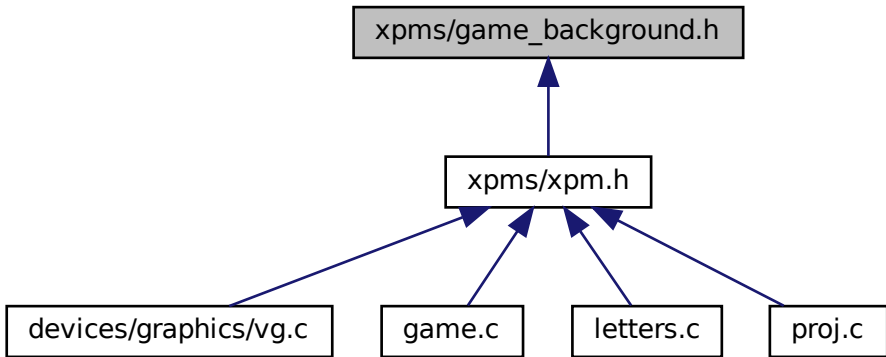 xpms/game_background.h
xpms/xpm.h
devices/graphics/vg.c
game.c
letters.c
proj.c